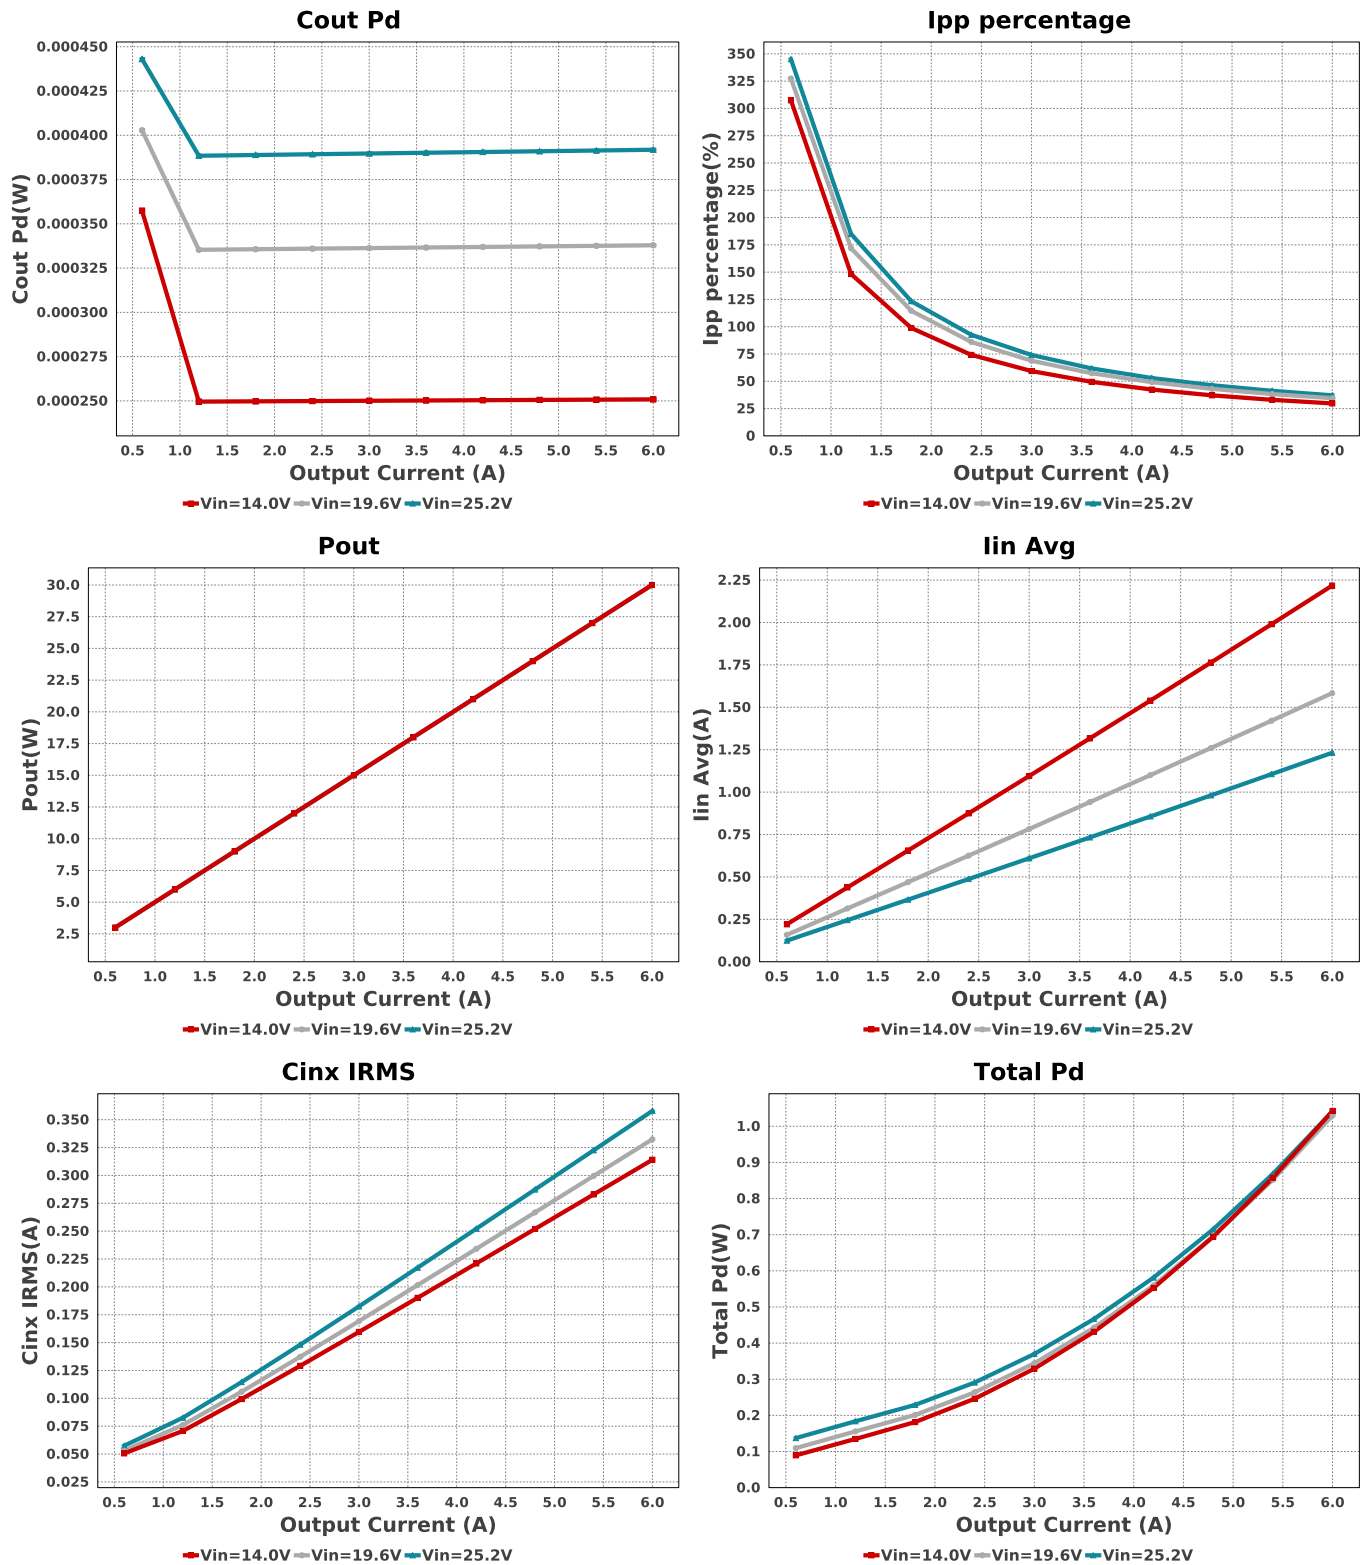 Cout Pd
0.000450
0.000425
0.000400
0.000375
0.000350
0.000325
0.000300
0.000275
0.000250
Cout Pd(W)
0.5 1.0 1.5 2.0 2.5 3.0 3.5 4.0 4.5 5.0 5.5 6.0
Output Current (A)
Vin=14.0V Vin=19.6V Vin=25.2V
Ipp percentage
350
325
300
275
250
225
200
175
150
125
100
75
50
25
0
Ipp percentage(%)
0.5 1.0 1.5 2.0 2.5 3.0 3.5 4.0 4.5 5.0 5.5 6.0
Output Current (A)
Vin=14.0V Vin=19.6V Vin=25.2V
Pout
30.0
27.5
25.0
22.5
20.0
17.5
15.0
12.5
10.0
7.5
5.0
2.5
Pout(W)
0.5 1.0 1.5 2.0 2.5 3.0 3.5 4.0 4.5 5.0 5.5 6.0
Output Current (A)
Vin=14.0V Vin=19.6V Vin=25.2V
Iin Avg
2.25
2.00
1.75
1.50
1.25
1.00
0.75
0.50
0.25
0.00
Iin Avg(A)
0.5 1.0 1.5 2.0 2.5 3.0 3.5 4.0 4.5 5.0 5.5 6.0
Output Current (A)
Vin=14.0V Vin=19.6V Vin=25.2V
Cinx IRMS
0.350
0.325
0.300
0.275
0.250
0.225
0.200
0.175
0.150
0.125
0.100
0.075
0.050
0.025
Cinx IRMS(A)
0.5 1.0 1.5 2.0 2.5 3.0 3.5 4.0 4.5 5.0 5.5 6.0
Output Current (A)
Vin=14.0V Vin=19.6V Vin=25.2V
Total Pd
1.0
0.9
0.8
0.7
0.6
0.5
0.4
0.3
0.2
0.1
0.0
Total Pd(W)
0.5 1.0 1.5 2.0 2.5 3.0 3.5 4.0 4.5 5.0 5.5 6.0
Output Current (A)
Vin=14.0V Vin=19.6V Vin=25.2V